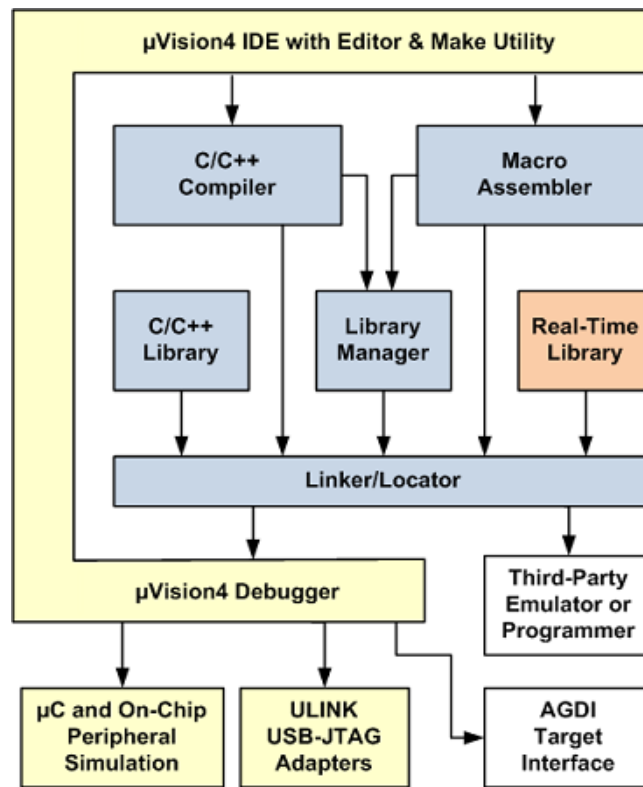 µVision4 IDE with Editor & Make Utility
C/C++
Compiler
Macro
Assembler
C/C++
Library
Library
Manager
Real-Time
Library
Linker/Locator
µVision4 Debugger
Third-Party
Emulator or
Programmer
µC and On-Chip
Peripheral
Simulation
ULINK
USB-JTAG
Adapters
AGDI
Target
Interface